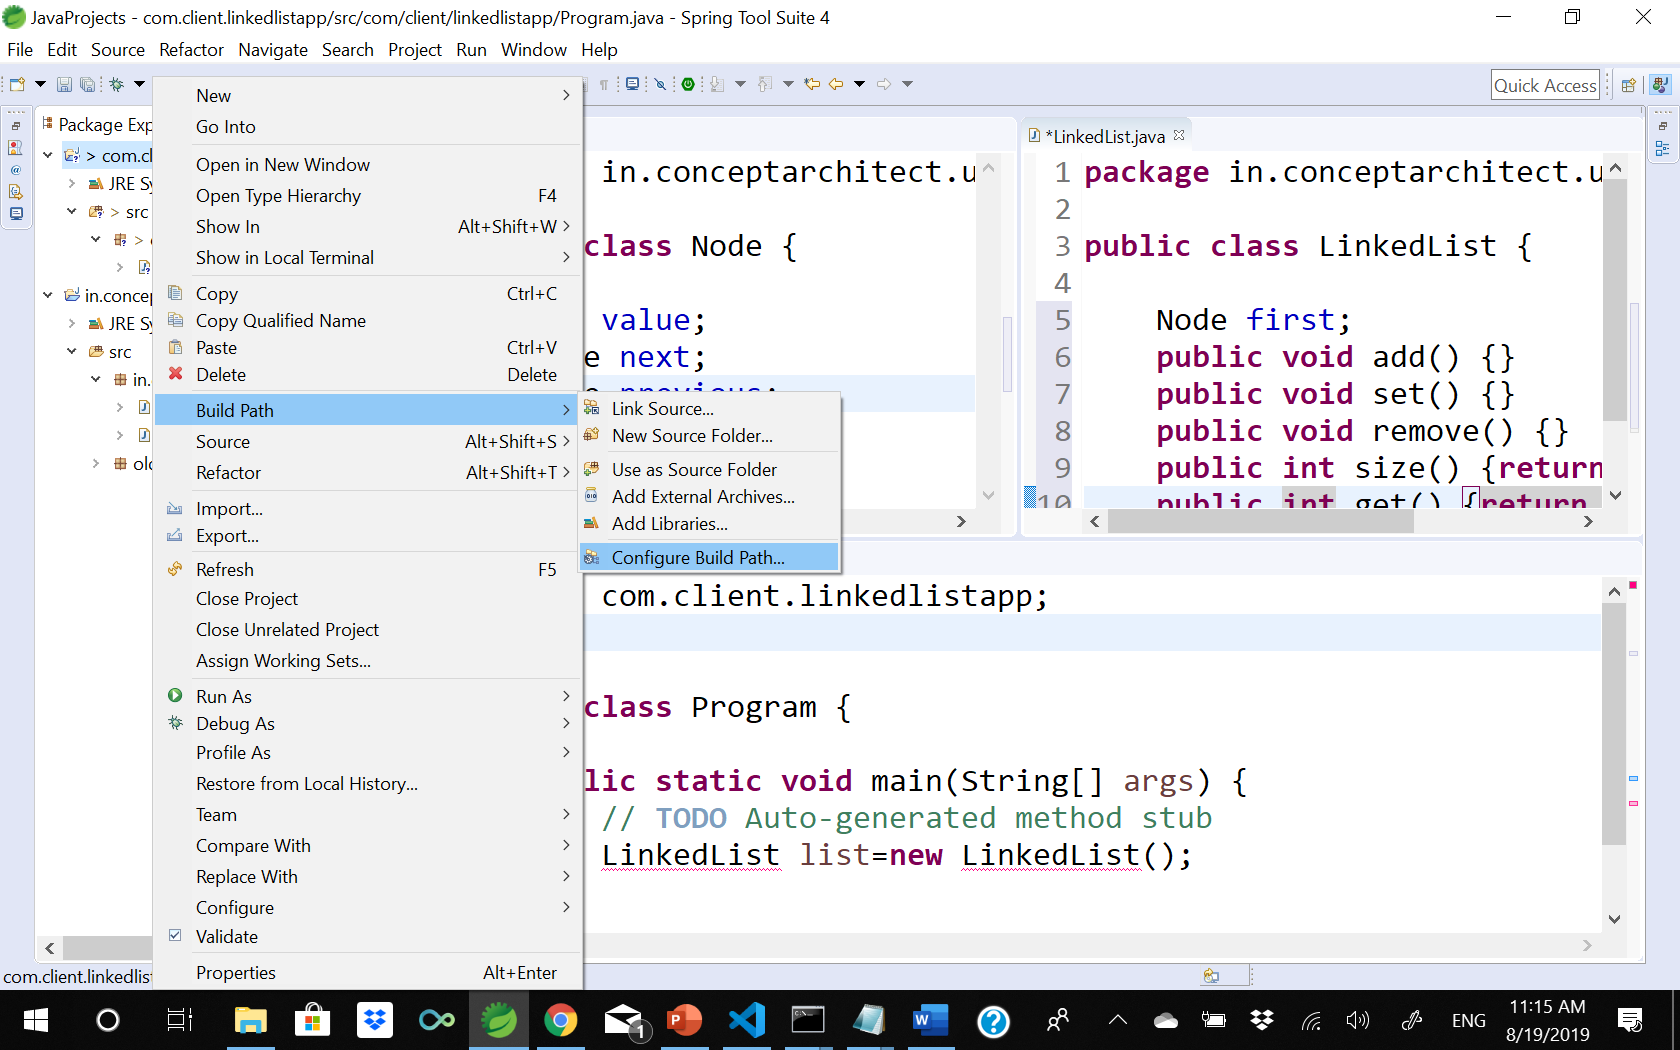 JavaProjects - com.client.linkedlistapp/src/com/client/linkedlistapp/Program.java - Spring Tool Suite 4
File Edit Source Refactor Navigate Search Project Run Window Help
Quick Access
Package Exp
> com.cl
JRE Sy
> src
>
in.concep
JRE Sy
src
in.
old
New
Go Into
Open in New Window
Open Type Hierarchy F4
Show In Alt+Shift+W >
Show in Local Terminal
Copy Ctrl+C
Copy Qualified Name
Paste Ctrl+V
Delete Delete
Build Path
Source Alt+Shift+S >
Refactor Alt+Shift+T >
Import...
Export...
Refresh F5
Close Project
Close Unrelated Project
Assign Working Sets...
Run As
Debug As
Profile As
Restore from Local History...
Team
Compare With
Replace With
Configure
Validate
Properties Alt+Enter
Link Source...
New Source Folder...
Use as Source Folder
Add External Archives...
Add Libraries...
Configure Build Path...
in.conceptarchitect.u
class Node {
value;
e next;
e previous;
*LinkedList.java
1 package in.conceptarchitect.u
2
3 public class LinkedList {
4
5 Node first;
6 public void add() {}
7 public void set() {}
8 public void remove() {}
9 public int size() {return
10 public int get() {return
com.client.linkedlistapp;
class Program {
lic static void main(String[] args) {
// TODO Auto-generated method stub
LinkedList list=new LinkedList();
com.client.linkedlist
1
ENG
11:15 AM
8/19/2019